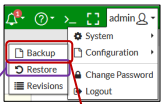 admin
System
Backup
Configuration
Restore
Change Password
Revisions
Logout